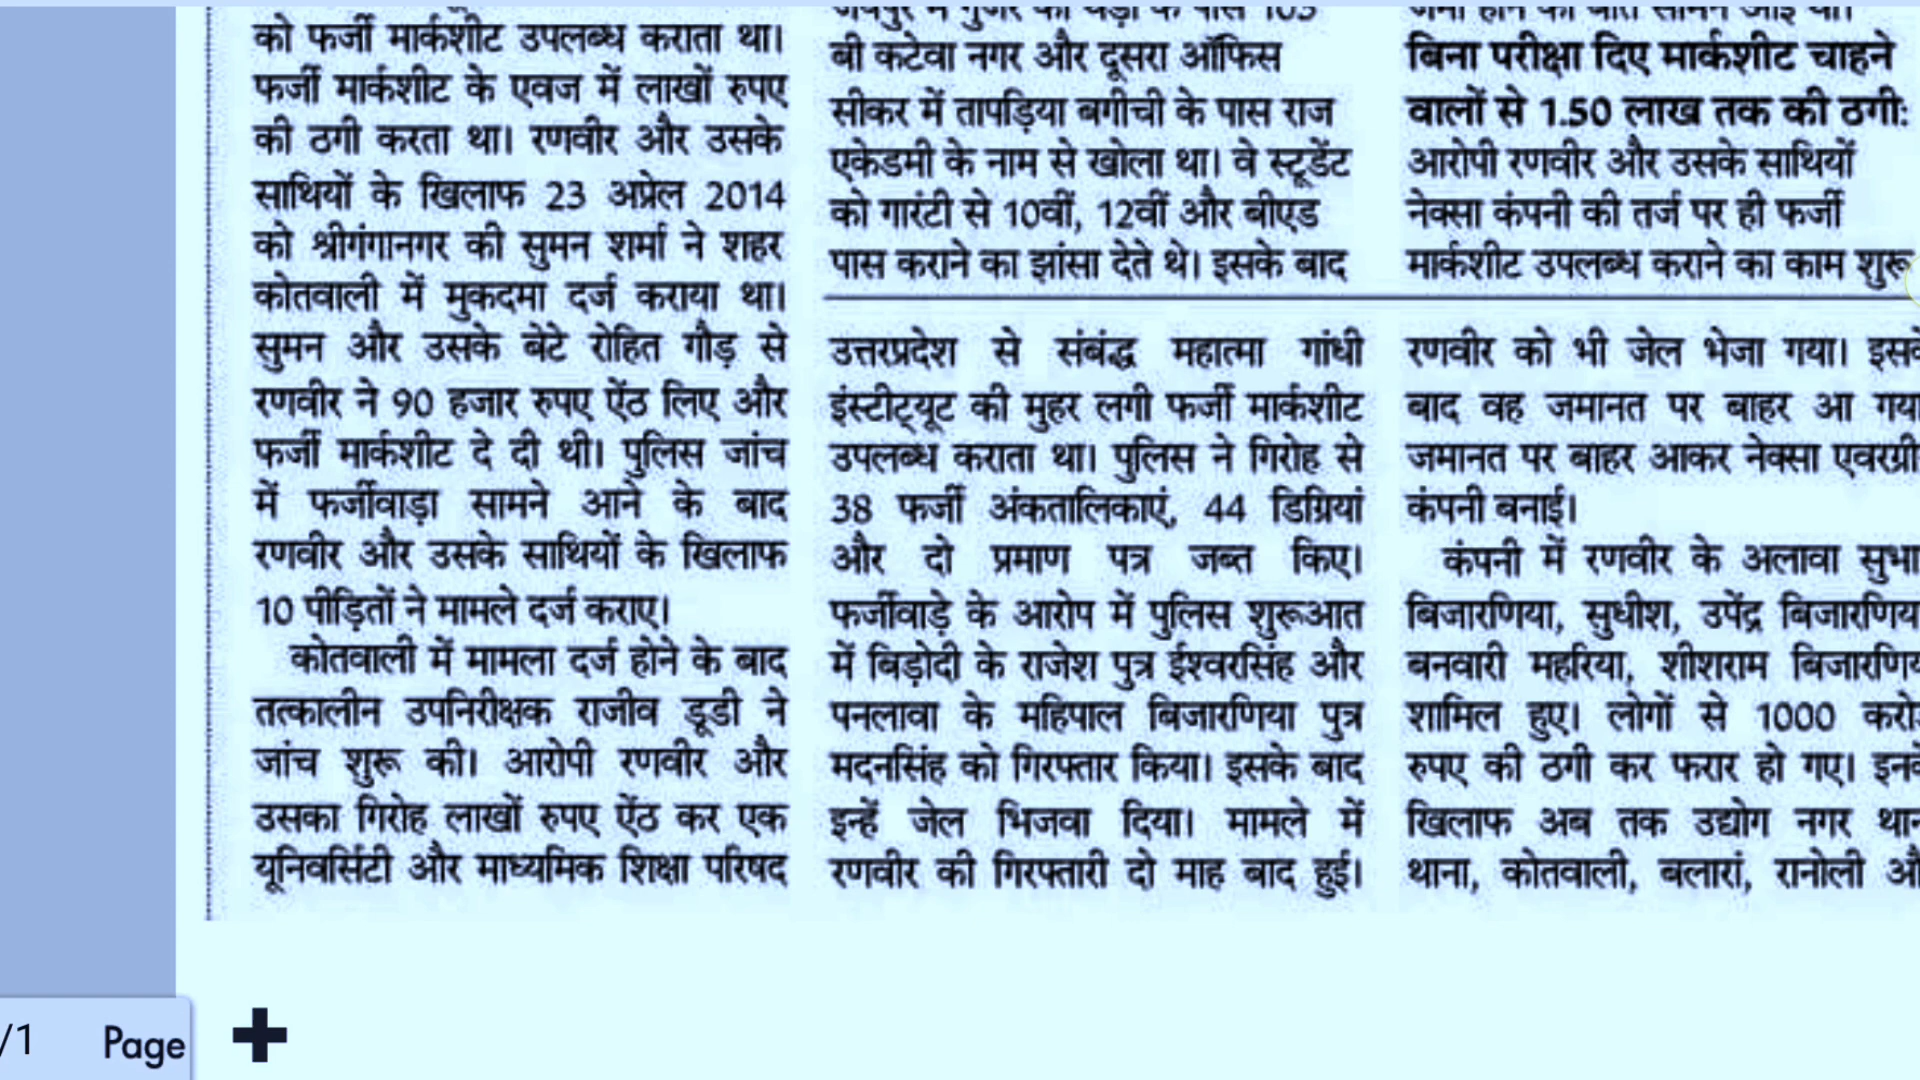 को फर्जी मार्कशीट उपलब्ध कराता था।
फर्जी मार्कशीट के एवज में लाखों रुपए
की ठगी करता था। रणवीर और उसके
साथियों के खिलाफ 23 अप्रेल 2014
को श्रीगंगानगर की सुमन शर्मा ने शहर
कोतवाली में मुकदमा दर्ज कराया था।
सुमन और उसके बेटे रोहित गौड़ से
रणवीर ने 90 हजार रुपए ऐंठ लिए और
फर्जी मार्कशीट दे दी थी। पुलिस जांच
में फर्जीवाड़ा सामने आने के बाद
रणवीर और उसके साथियों के खिलाफ
10 पीड़ितों ने मामले दर्ज कराए।
कोतवाली में मामला दर्ज होने के बाद
तत्कालीन उपनिरीक्षक राजीव डूडी ने
जांच शुरू की। आरोपी रणवीर और
उसका गिरोह लाखों रुपए ऐंठ कर एक
यूनिवर्सिटी और माध्यमिक शिक्षा परिषद
बी कटेवा नगर और दूसरा ऑफिस
सीकर में तापड़िया बगीची के पास राज
एकेडमी के नाम से खोला था। वे स्टूडेंट
को गारंटी से 10वीं, 12वीं और बीएड
पास कराने का झांसा देते थे। इसके बाद
बिना परीक्षा दिए मार्कशीट चाहने
वालों से 1.50 लाख तक की ठगी:
आरोपी रणवीर और उसके साथियों
नेक्सा कंपनी की तर्ज पर ही फर्जी
मार्कशीट उपलब्ध कराने का काम शुरू
उत्तरप्रदेश से संबंद्ध महात्मा गांधी
इंस्टीट्यूट की मुहर लगी फर्जी मार्कशीट
उपलब्ध कराता था। पुलिस ने गिरोह से
38 फर्जी अंकतालिकाएं, 44 डिग्रियां
और दो प्रमाण पत्र जब्त किए।
फर्जीवाड़े के आरोप में पुलिस शुरूआत
में बिड़ोदी के राजेश पुत्र ईश्वरसिंह और
पनलावा के महिपाल बिजारणिया पुत्र
मदनसिंह को गिरफ्तार किया। इसके बाद
इन्हें जेल भिजवा दिया। मामले में
रणवीर की गिरफ्तारी दो माह बाद हुई।
रणवीर को भी जेल भेजा गया।
बाद वह जमानत पर बाहर आ गया
जमानत पर बाहर आकर नेक्सा
कंपनी बनाई।
कंपनी में रणवीर के अलावा
बिजारणिया, सुधीश, उपेंद्र
बनवारी महरिया, शीशराम
शामिल हुए। लोगों से 1000
रुपए की ठगी कर फरार हो गए।
खिलाफ अब तक उद्योग नगर
थाना, कोतवाली, बलारां, रानोली
/1 Page